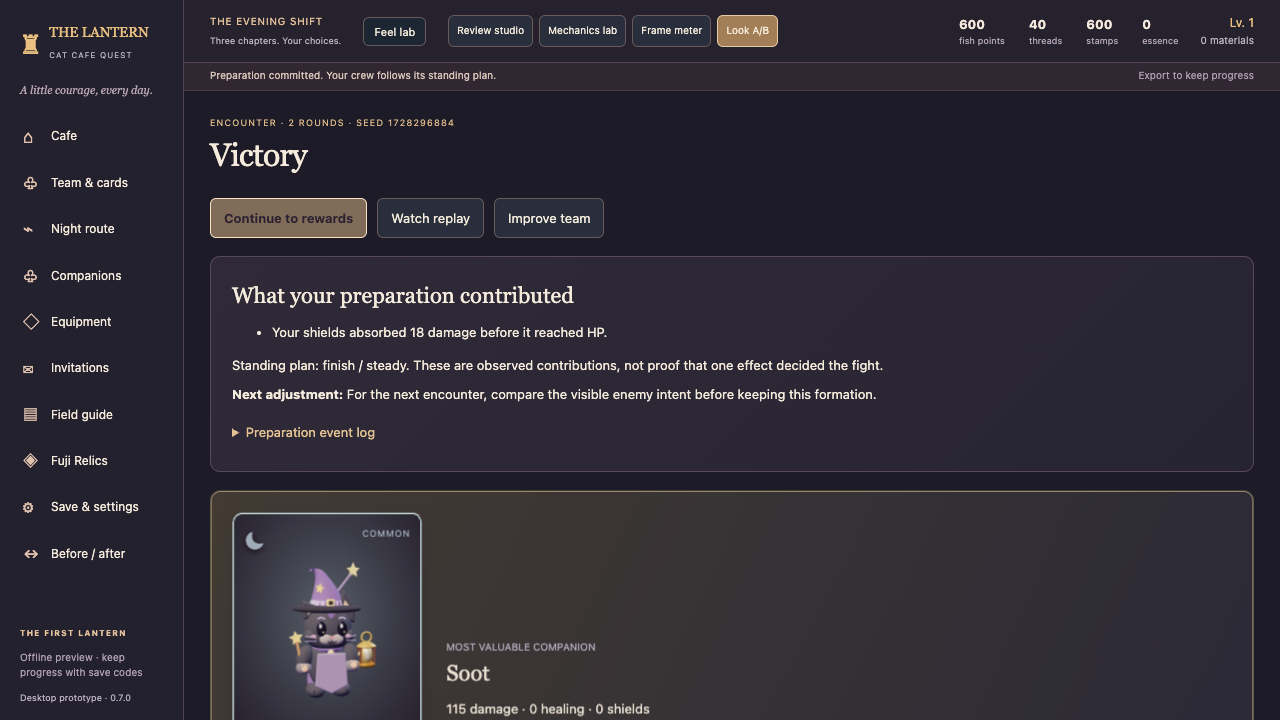 THE LANTERN
CAT CAFE QUEST
A little courage, every day.
Cafe
Team & cards
Night route
Companions
Equipment
Invitations
Field guide
Fuji Relics
Save & settings
Before / after
THE FIRST LANTERN
Offline preview · keep
progress with save codes
Desktop prototype · 0.7.0
THE EVENING SHIFT
Three chapters. Your choices.
Feel lab
Review studio
Mechanics lab
Frame meter
Look A/B
600
fish points
40
threads
600
stamps
0
essence
Lv. 1
0 materials
Preparation committed. Your crew follows its standing plan.
Export to keep progress
ENCOUNTER · 2 ROUNDS · SEED 1728296884
Victory
Continue to rewards
Watch replay
Improve team
What your preparation contributed
• Your shields absorbed 18 damage before it reached HP.
Standing plan: finish / steady. These are observed contributions, not proof that one effect decided the fight.
Next adjustment: For the next encounter, compare the visible enemy intent before keeping this formation.
Preparation event log
COMMON
MOST VALUABLE COMPANION
Soot
115 damage · 0 healing · 0 shields